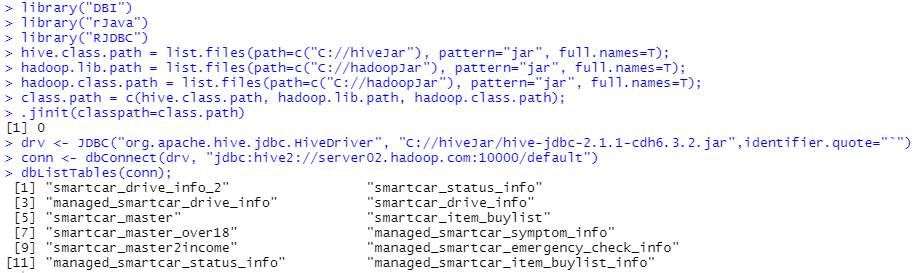 > library("DBI")
> library("rJava")
> library("RJDBC")
> hive.class.path = list.files(path=c("C://hiveJar"), pattern="jar", full.names=T);
> hadoop.lib.path = list.files(path=c("C://hadoopJar"), pattern="jar", full.names=T);
> hadoop.class.path = list.files(path=c("C://hadoopJar"), pattern="jar", full.names=T);
> class.path = c(hive.class.path, hadoop.lib.path, hadoop.class.path);
> .jinit(classpath=class.path)
[1] 0
> drv <- JDBC("org.apache.hive.jdbc.HiveDriver", "C://hiveJar/hive-jdbc-2.1.1-cdh6.3.2.jar",identifier.quote="`")
> conn <- dbConnect(drv, "jdbc:hive2://server02.hadoop.com:10000/default")
> dbListTables(conn);
[1] "smartcar_drive_info_2" "smartcar_status_info"
[3] "managed_smartcar_drive_info" "smartcar_drive_info"
[5] "smartcar_master" "smartcar_item_buylist"
[7] "smartcar_master_over18" "managed_smartcar_symptom_info"
[9] "smartcar_master2income" "managed_smartcar_emergency_check_info"
[11] "managed_smartcar_status_info" "managed_smartcar_item_buylist_info"